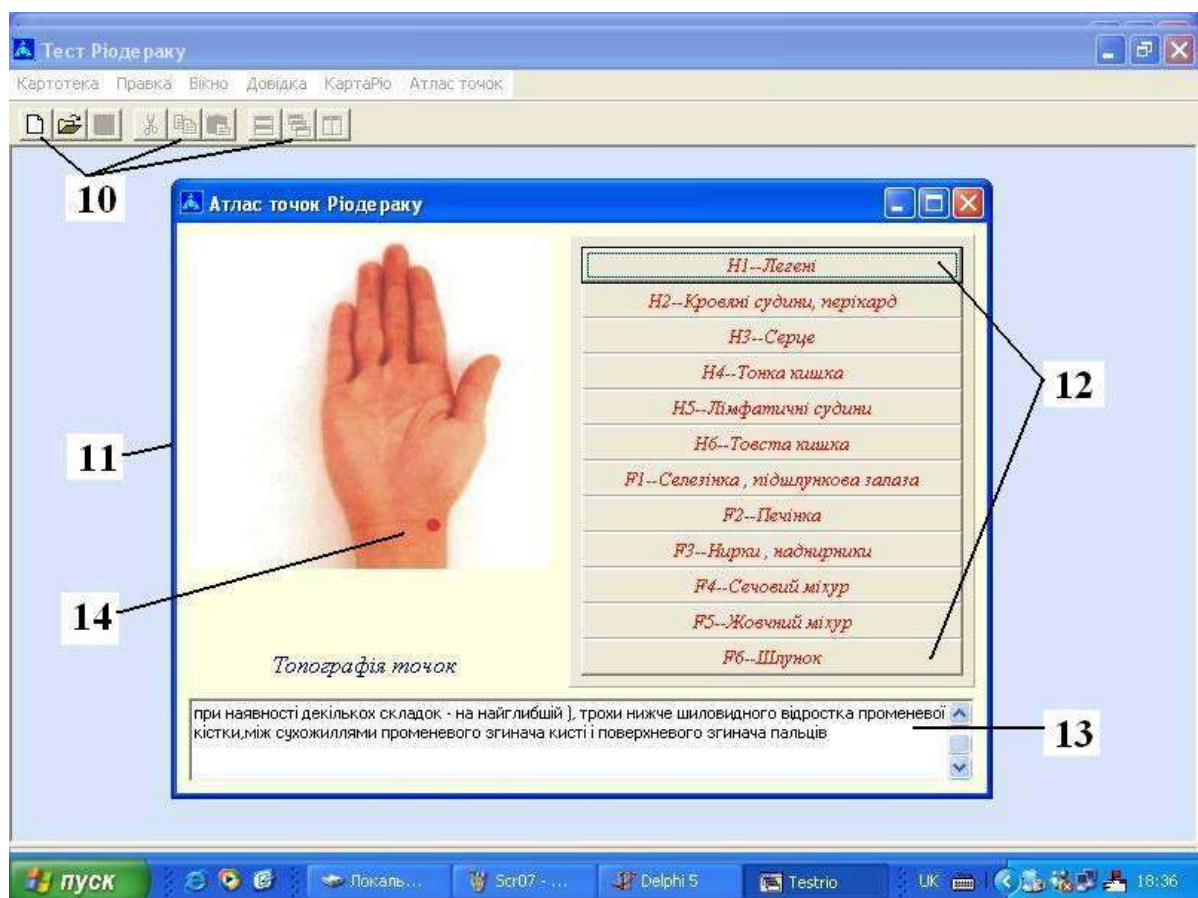 Тест Ріодераку
Картотека Правка Вікно Довідка КартаРіо Атлас точок
10
Атлас точок Ріодераку
H1--Легені
H2--Кровяні судини, перікард
H3--Серце
H4--Тонка кишка
H5--Лімфатичні судини
H6--Товста кишка
F1--Селезінка , підшлункова залаза
F2--Печінка
F3--Нирки , наднирники
F4--Сечовий міхур
F5--Жовчний міхур
F6--Шлунок
12
11
14
Топографія точок
при наявності декількох складок - на найглибшій ), трохи нижче шиловидного відростка променевої
кістки,між сухожиллями променевого згинача кисті і поверхневого згинача пальців
13
пуск Локаль... Scr07 - ... Delphi 5 Testrio UK 18:36